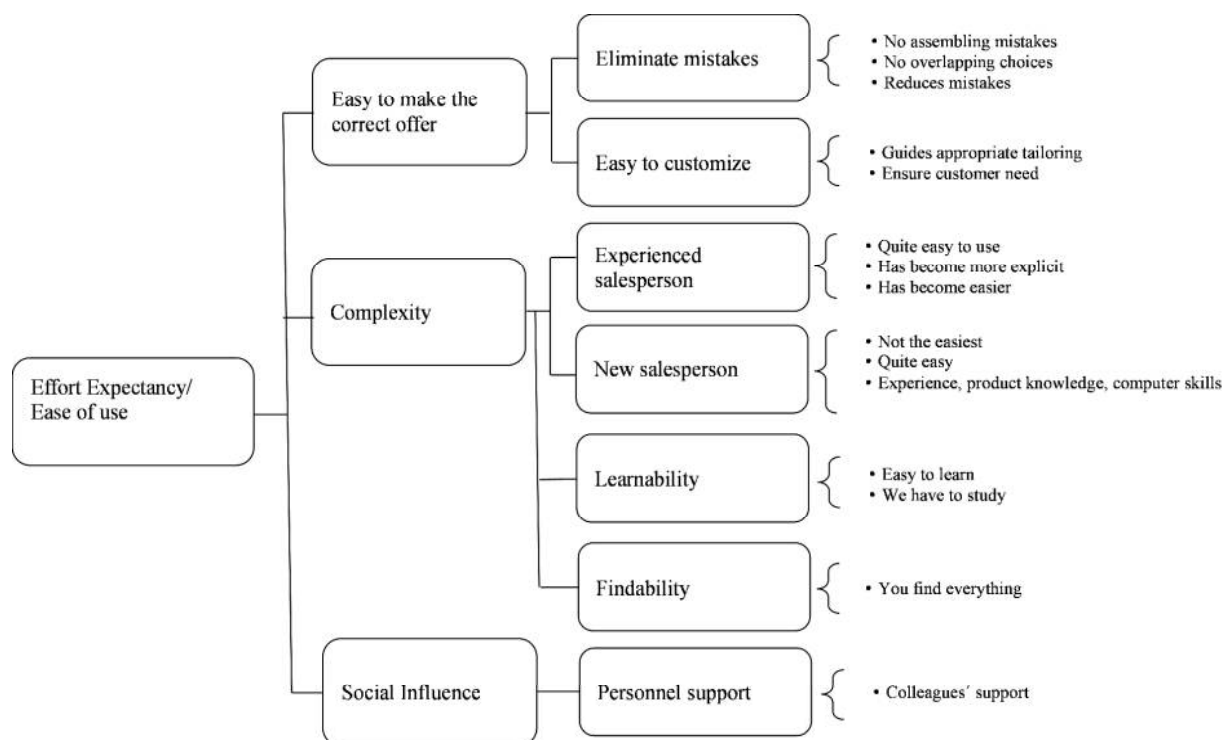 Effort Expectancy/
Ease of use
Easy to make the
correct offer
Complexity
Social Influence
Eliminate mistakes
Easy to customize
Experienced
salesperson
New salesperson
Learnability
Findability
Personnel support
• No assembling mistakes
• No overlapping choices
• Reduces mistakes
• Guides appropriate tailoring
• Ensure customer need
• Quite easy to use
• Has become more explicit
• Has become easier
• Not the easiest
• Quite easy
• Experience, product knowledge, computer skills
• Easy to learn
• We have to study
• You find everything
• Colleagues´ support